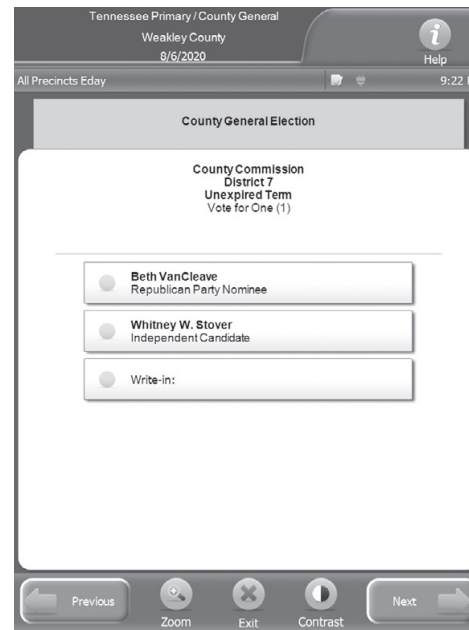 Tennessee Primary / County General
Weakley County
8/6/2020
Help
All Precincts Eday
9:22
County General Election
County Commission
District 7
Unexpired Term
Vote for One (1)
Beth VanCleave
Republican Party Nominee
Whitney W. Stover
Independent Candidate
Write-in:
Previous
Zoom
Exit
Contrast
Next